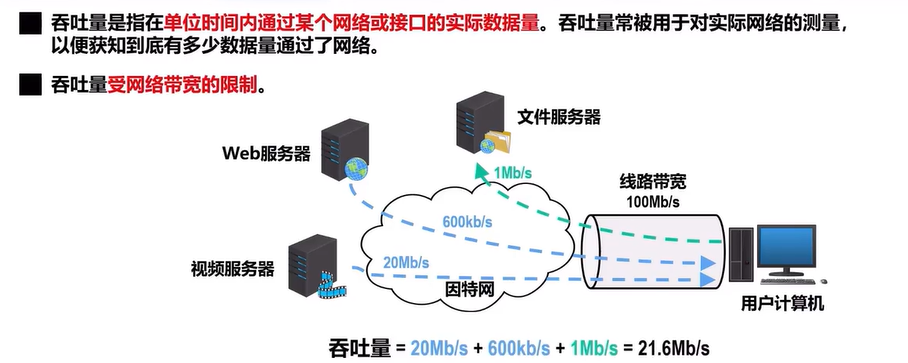 吞吐量是指在单位时间内通过某个网络或接口的实际数据量。吞吐量常被用于对实际网络的测量，
以便获知到底有多少数据量通过了网络。
吞吐量受网络带宽的限制。
文件服务器
Web服务器
1Mb/s
线路带宽
100Mb/s
600kb/s
视频服务器
20Mb/s
因特网
用户计算机
吞吐量 = 20Mb/s + 600kb/s + 1Mb/s = 21.6Mb/s